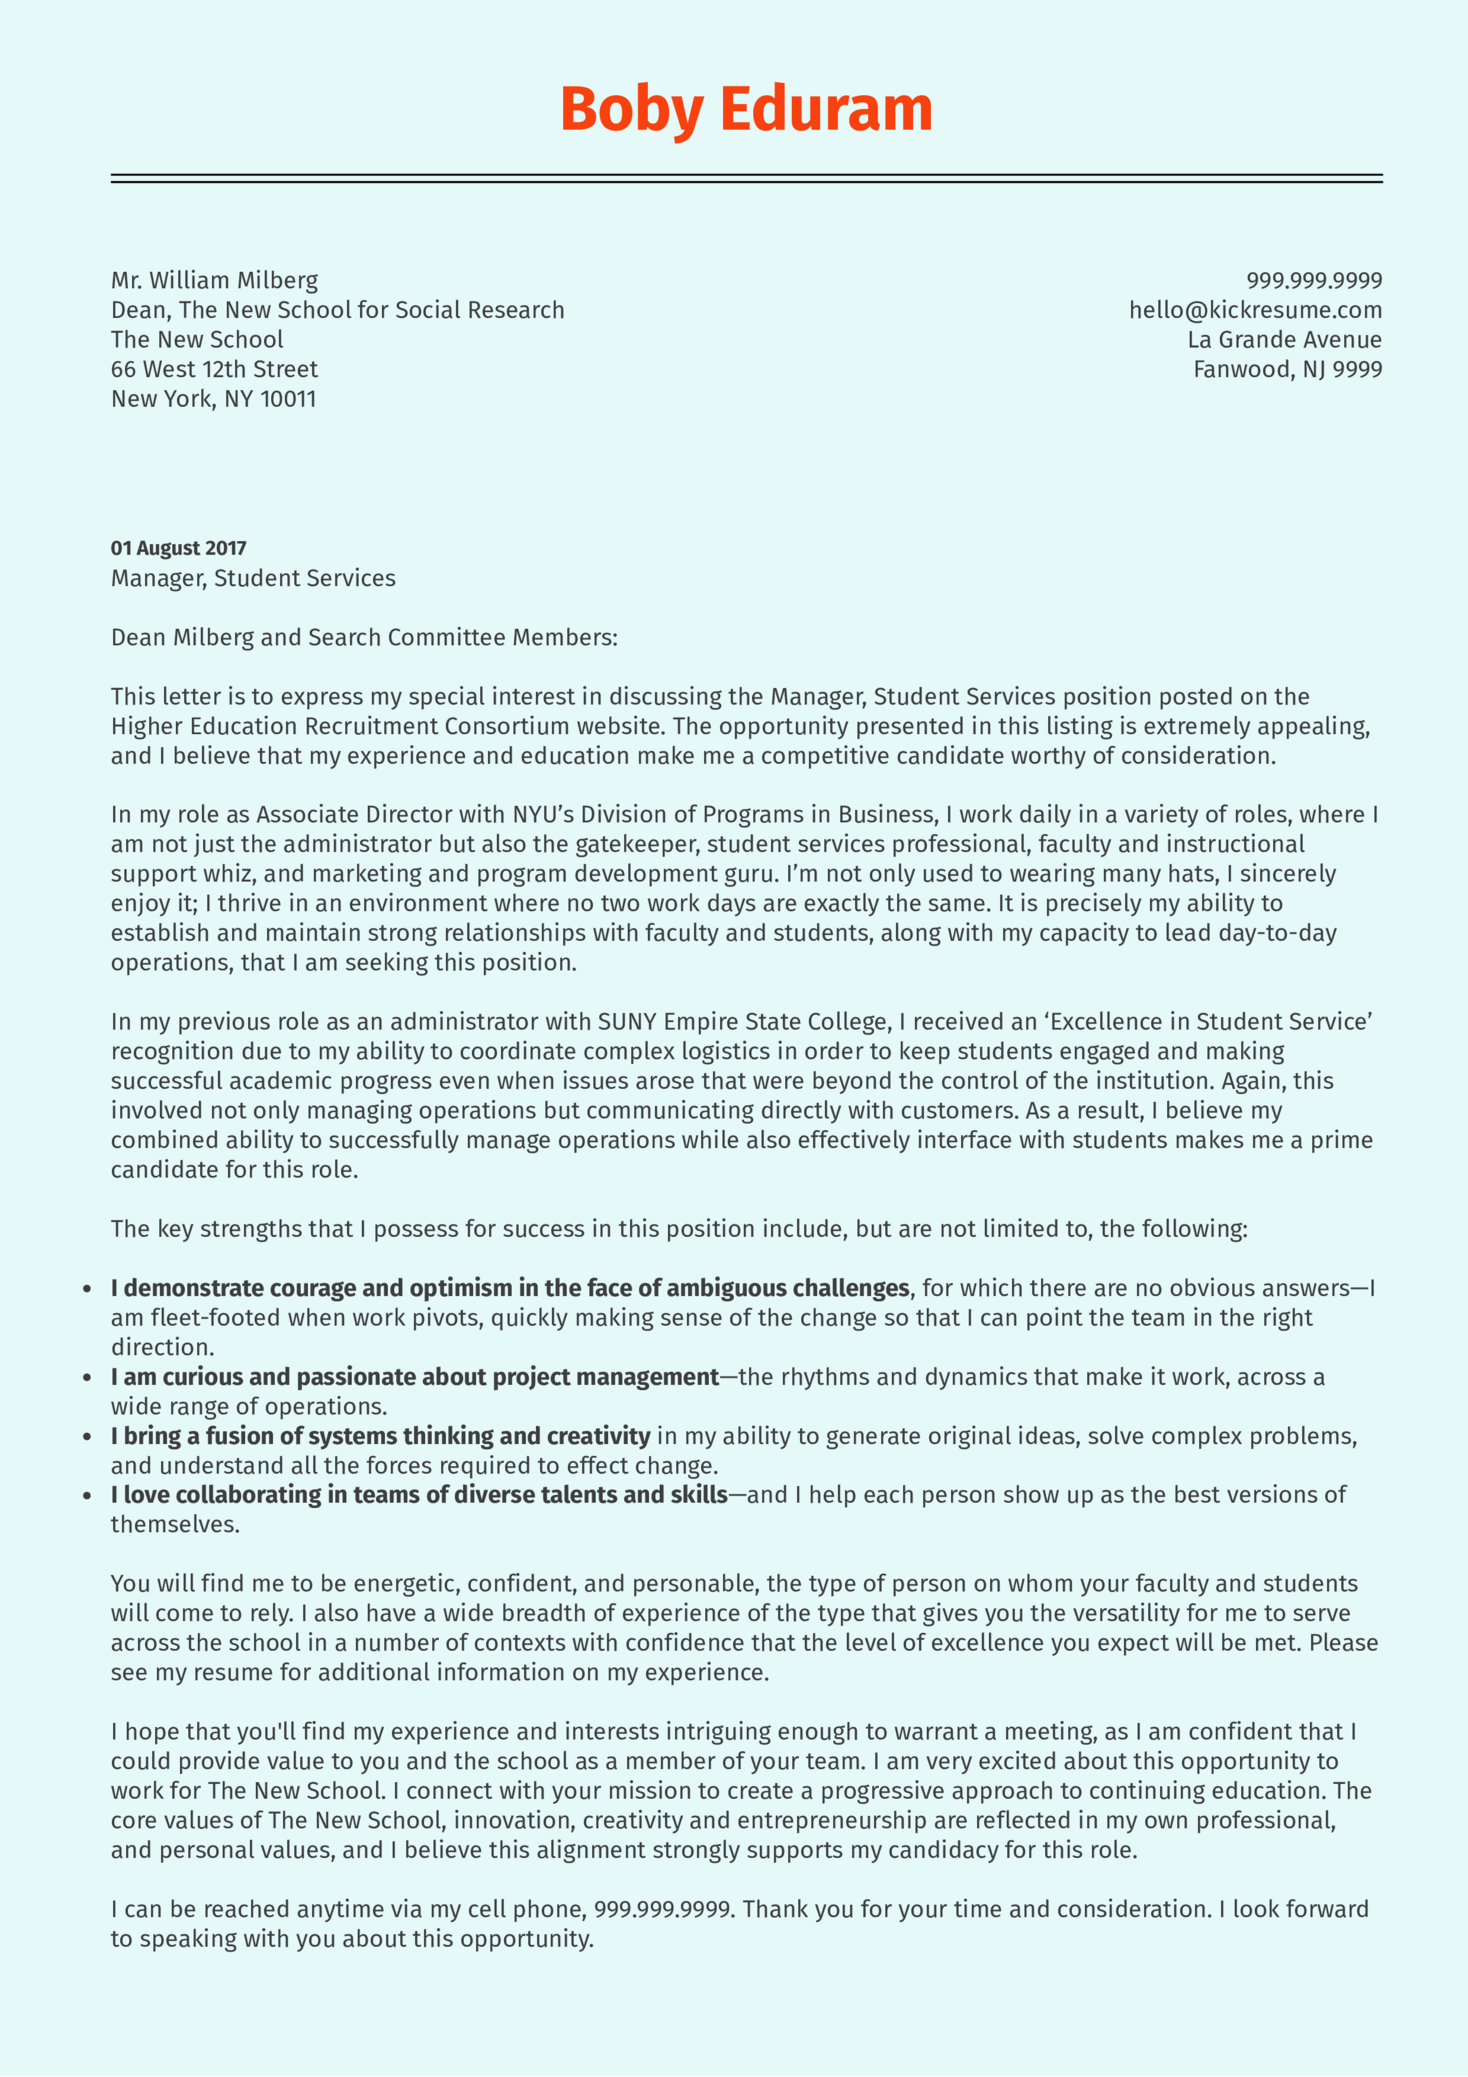 Boby Eduram
Mr. William Milberg
Dean, The New School for Social Research
The New School
66 West 12th Street
New York, NY 10011
999.999.9999
hello@kickresume.com
La Grande Avenue
Fanwood, NJ 9999
01 August 2017
Manager, Student Services
Dean Milberg and Search Committee Members:
This letter is to express my special interest in discussing the Manager, Student Services position posted on the
Higher Education Recruitment Consortium website. The opportunity presented in this listing is extremely appealing,
and I believe that my experience and education make me a competitive candidate worthy of consideration.
In my role as Associate Director with NYU’s Division of Programs in Business, I work daily in a variety of roles, where I
am not just the administrator but also the gatekeeper, student services professional, faculty and instructional
support whiz, and marketing and program development guru. I’m not only used to wearing many hats, I sincerely
enjoy it; I thrive in an environment where no two work days are exactly the same. It is precisely my ability to
establish and maintain strong relationships with faculty and students, along with my capacity to lead day-to-day
operations, that I am seeking this position.
In my previous role as an administrator with SUNY Empire State College, I received an ‘Excellence in Student Service’
recognition due to my ability to coordinate complex logistics in order to keep students engaged and making
successful academic progress even when issues arose that were beyond the control of the institution. Again, this
involved not only managing operations but communicating directly with customers. As a result, I believe my
combined ability to successfully manage operations while also effectively interface with students makes me a prime
candidate for this role.
The key strengths that I possess for success in this position include, but are not limited to, the following:
• I demonstrate courage and optimism in the face of ambiguous challenges, for which there are no obvious answers—I
am fleet-footed when work pivots, quickly making sense of the change so that I can point the team in the right
direction.
• I am curious and passionate about project management—the rhythms and dynamics that make it work, across a
wide range of operations.
• I bring a fusion of systems thinking and creativity in my ability to generate original ideas, solve complex problems,
and understand all the forces required to effect change.
• I love collaborating in teams of diverse talents and skills—and I help each person show up as the best versions of
themselves.
You will find me to be energetic, confident, and personable, the type of person on whom your faculty and students
will come to rely. I also have a wide breadth of experience of the type that gives you the versatility for me to serve
across the school in a number of contexts with confidence that the level of excellence you expect will be met. Please
see my resume for additional information on my experience.
I hope that you'll find my experience and interests intriguing enough to warrant a meeting, as I am confident that I
could provide value to you and the school as a member of your team. I am very excited about this opportunity to
work for The New School. I connect with your mission to create a progressive approach to continuing education. The
core values of The New School, innovation, creativity and entrepreneurship are reflected in my own professional,
and personal values, and I believe this alignment strongly supports my candidacy for this role.
I can be reached anytime via my cell phone, 999.999.9999. Thank you for your time and consideration. I look forward
to speaking with you about this opportunity.